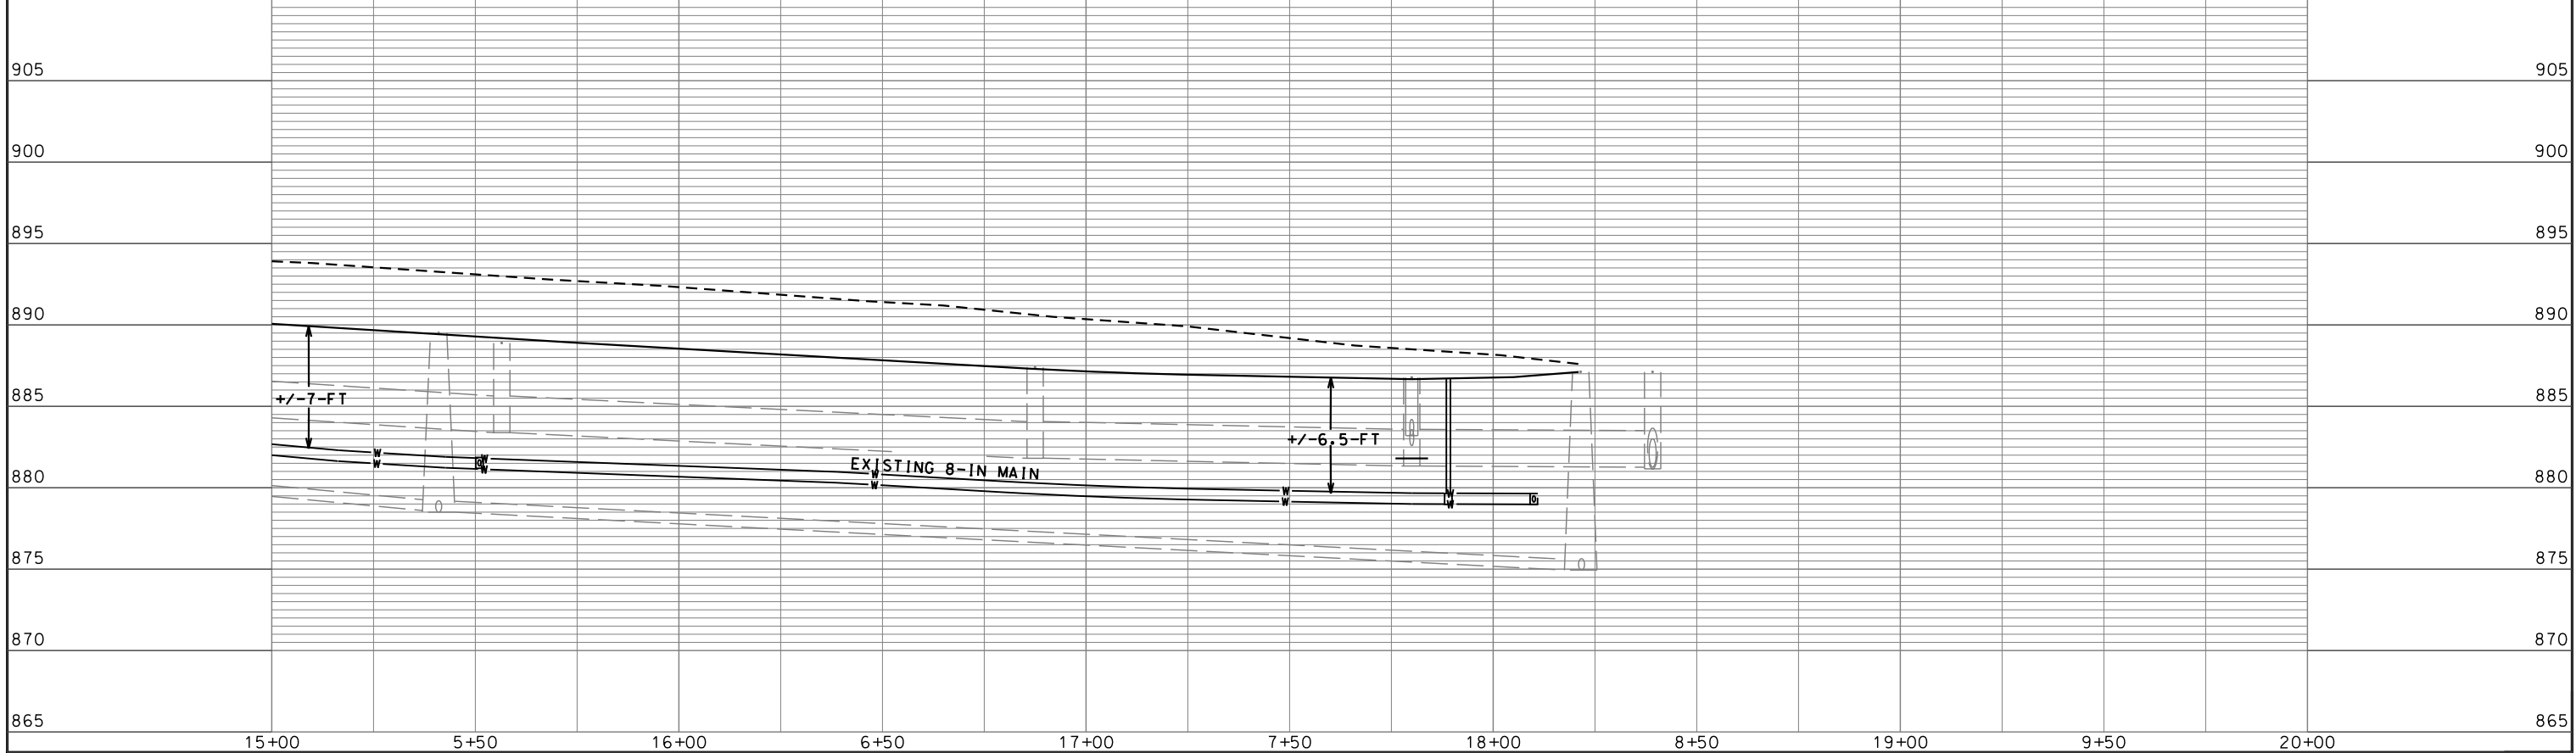 905 905
900 900
895 895
890 890
885 885
+/-7-FT
+/-6.5-FT
W W W W W
EXISTING 8-IN MAIN
W W W W W
880 880
875 875
870 870
865 865
15+00 5+50 16+00 6+50 17+00 7+50 18+00 8+50 19+00 9+50 20+00